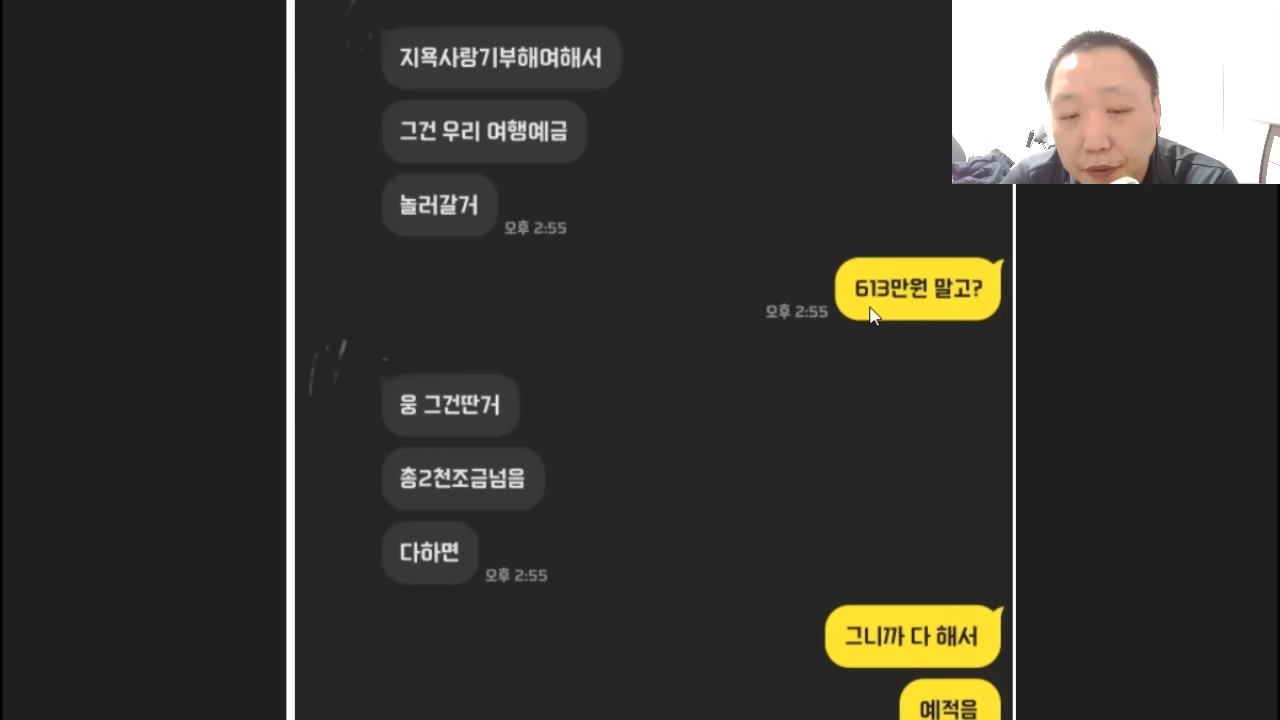 지욕사랑기부해여해서
그건 우리 여행예금
놀러갈거
오후 2:55
613만원 말고?
오후 2:55
웅 그건딴거
총2천조금넘음
다하면
오후 2:55
그니까 다 해서
예적음